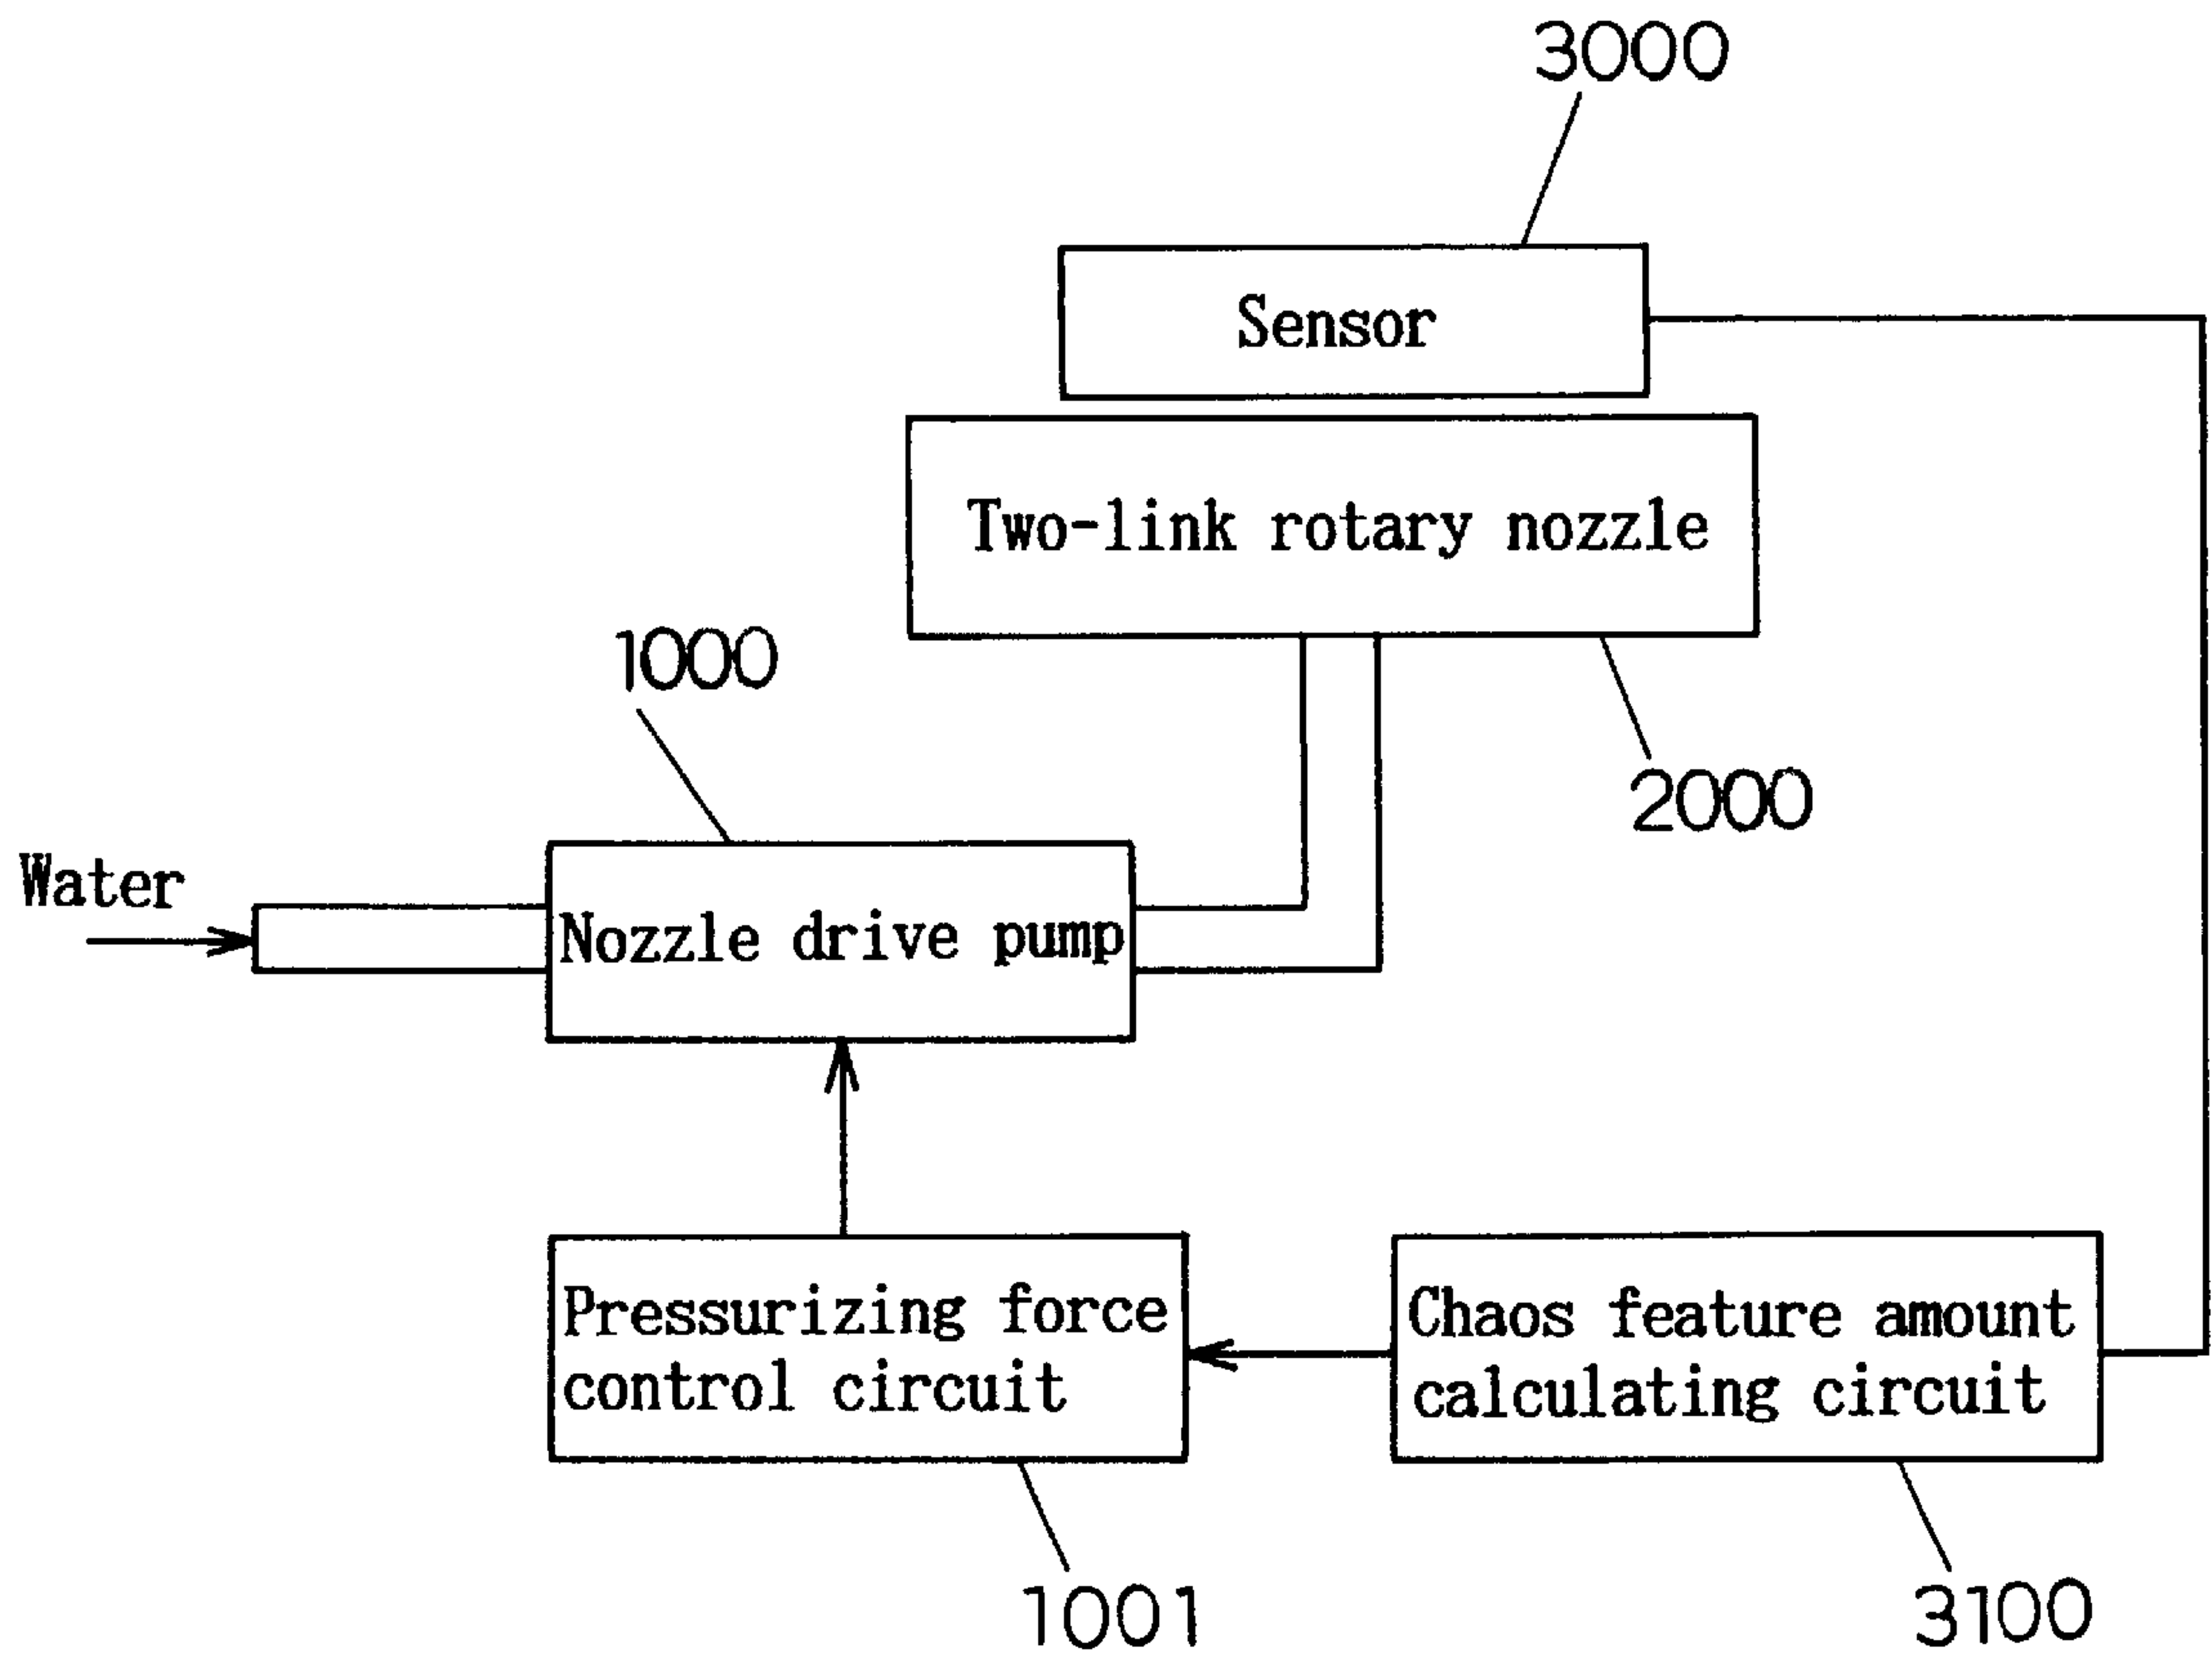 3000
Sensor
Two-link rotary nozzle
1000
2000
Water
Nozzle drive pump
Pressurizing force
control circuit
Chaos feature amount
calculating circuit
1001
3100